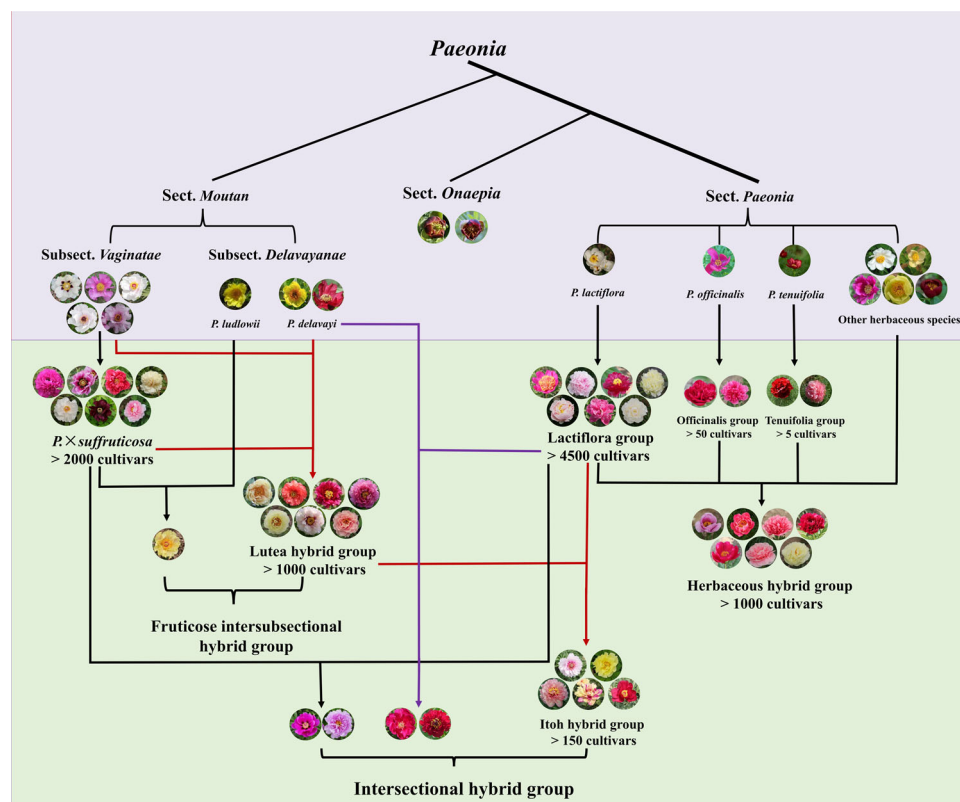 Paeonia
Sect. Moutan
Sect. Onaepia
Sect. Paeonia
Subsect. Vaginatae
Subsect. Delavayanae
P. ludlowii
P. delavayi
P. lactiflora
P. officinalis
P. tenuifolia
Other herbaceous species
P.×suffruticosa
> 2000 cultivars
Lactiflora group
> 4500 cultivars
Officinalis group
> 50 cultivars
Tenuifolia group
> 5 cultivars
Lutea hybrid group
> 1000 cultivars
Herbaceous hybrid group
> 1000 cultivars
Fruticose intersubsectional
hybrid group
Itoh hybrid group
> 150 cultivars
Intersectional hybrid group